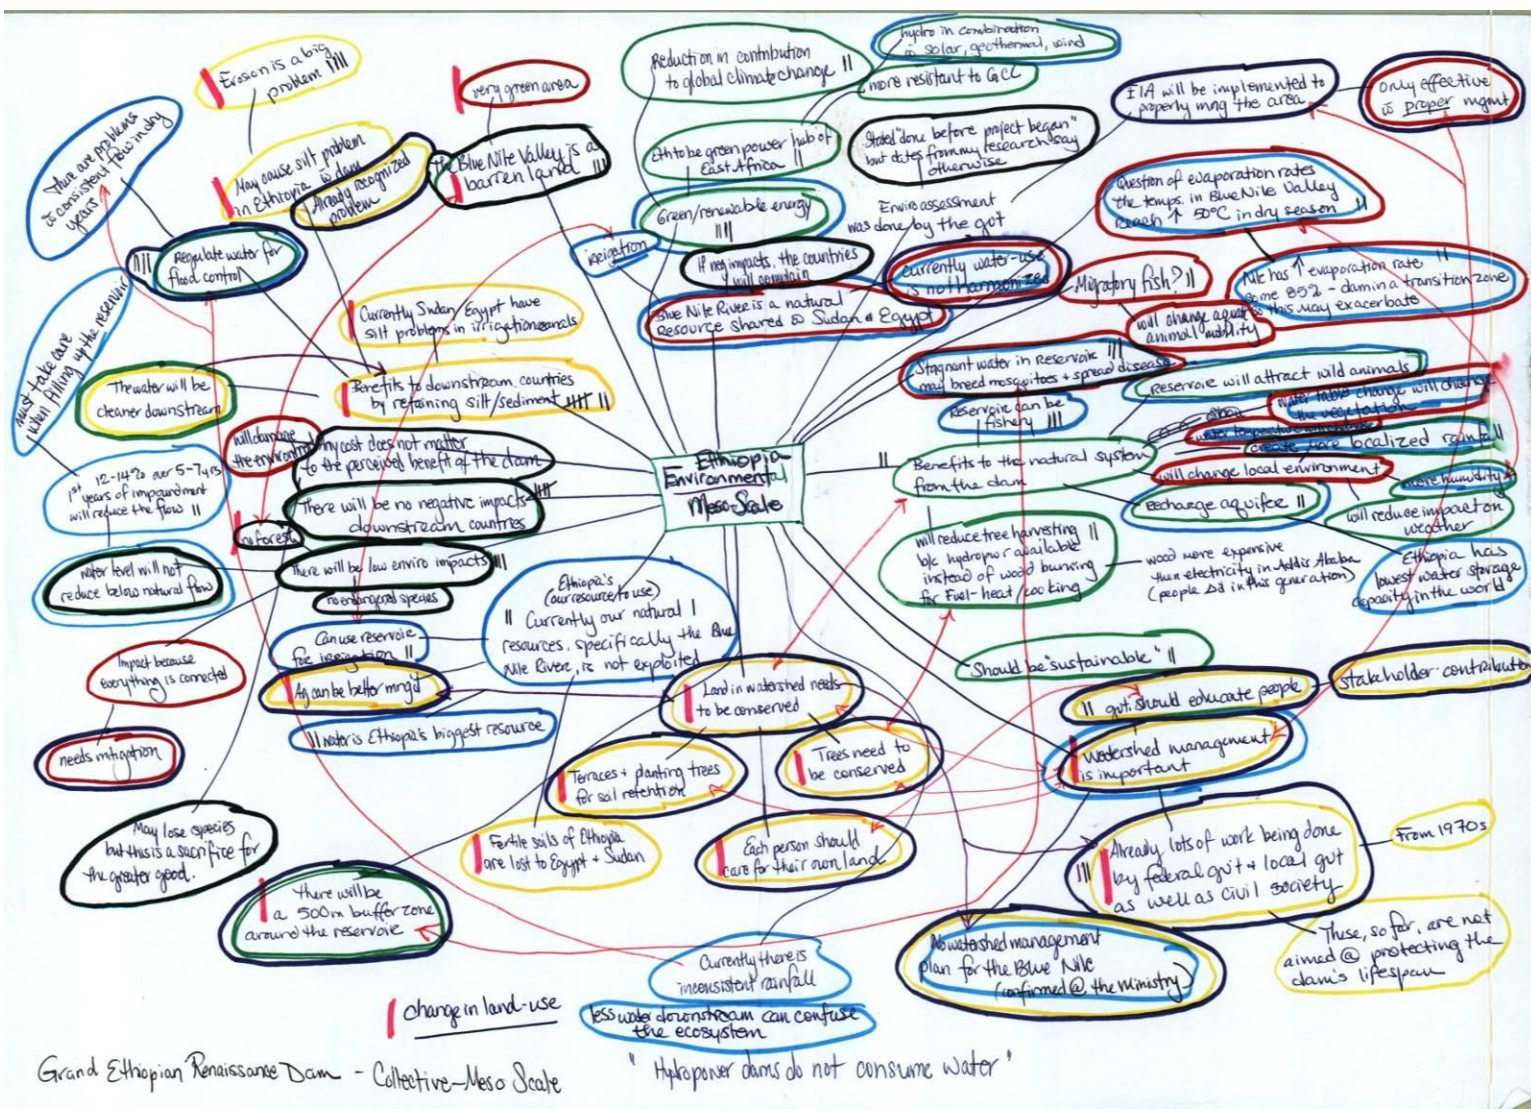 Erosion is a big
problem
very green area
Reduction in contribution
to global climate change
hydro in combination
w solar, geothermal, wind
more resistant to GCC
EIA will be implemented to
properly mng the area
only effective
w proper mgmt
There are problems
w consistent flow in dry
years
May cause silt problem
in Ethiopia w dam
Already recognized
problem
The Blue Nile Valley is a
barren land
Eth to be green power hub of
East Africa
Stated "done before project began"
but dates from my research say
otherwise
Question of evaporation rates
the temps. in Blue Nile Valley
reach ↑ 50°C in dry season
Regulate water for
flood control
irrigation
Green/renewable energy
Enviro assessment
was done by the gvt
if neg impacts, the countries
will complain
currently water-use
is not harmonized
Migratory fish?
Nile has ↑ evaporation rate
some 85% - dam in a transition zone
so this may exacerbate
Currently Sudan/Egypt have
silt problems in irrigation canals
Blue Nile River is a natural
Resource shared w Sudan & Egypt
will change aquatic
animal mobility
must take care
when filling up the reservoir
The water will be
cleaner downstream
Benefits to downstream countries
by retaining silt/sediment
Stagnant water in Reservoir
may breed mosquitoes + spread disease
Reservoir will attract wild animals
Reservoir can be
fishery
water table change will change
the vegetation
create more localized rainfall
will damage
the environment
Any cost does not matter
to the perceived benefit of the dam
Ethiopia
Environmental
Meso-Scale
Benefits to the natural system
from the dam
will change local environment
more humidity
1st 12-14% over 5-7 yrs
years of impoundment
will reduce the flow
There will be no negative impacts
downstream countries
recharge aquifer
will reduce impact on
weather
no forest
There will be low enviro impacts
will reduce tree harvesting
b/c hydropwr available
instead of wood burning
for Fuel-heat/cooking
wood more expensive
than electricity in Addis Ababa
(people Δd in this generation)
Ethiopia has
lowest water storage
capacity in the world
water level will not
reduce below natural flow
no endangered species
Ethiopia's
(our resource/to use)
Currently our natural
resources, specifically the Blue
Nile River, is not exploited
Can use reservoir
for irrigation
Impact because
everything is connected
Ag can be better mng'd
Land in watershed needs
to be conserved
Should be "sustainable"
gvt. should educate people
stakeholder contribution
water is Ethiopia's biggest resource
needs mitigation
Terraces + planting trees
for soil retention
Trees need to
be conserved
Watershed management
is important
May lose species
but this is a sacrifice for
the greater good.
Fertile soils of Ethiopia
are lost to Egypt + Sudan
Each person should
care for their own land
Already lots of work being done
by federal gvt & local gvt
as well as civil society
From 1970s
There will be
a 500m buffer zone
around the reservoir
Currently there is
inconsistent rainfall
No watershed management
plan for the Blue Nile
(confirmed @ the ministry)
These, so far, are not
aimed @ protecting the
dam's lifespan
change in land-use
less water downstream can confuse
the ecosystem
Grand Ethiopian Renaissance Dam - Collective-Meso Scale
"Hydropower dams do not consume water"